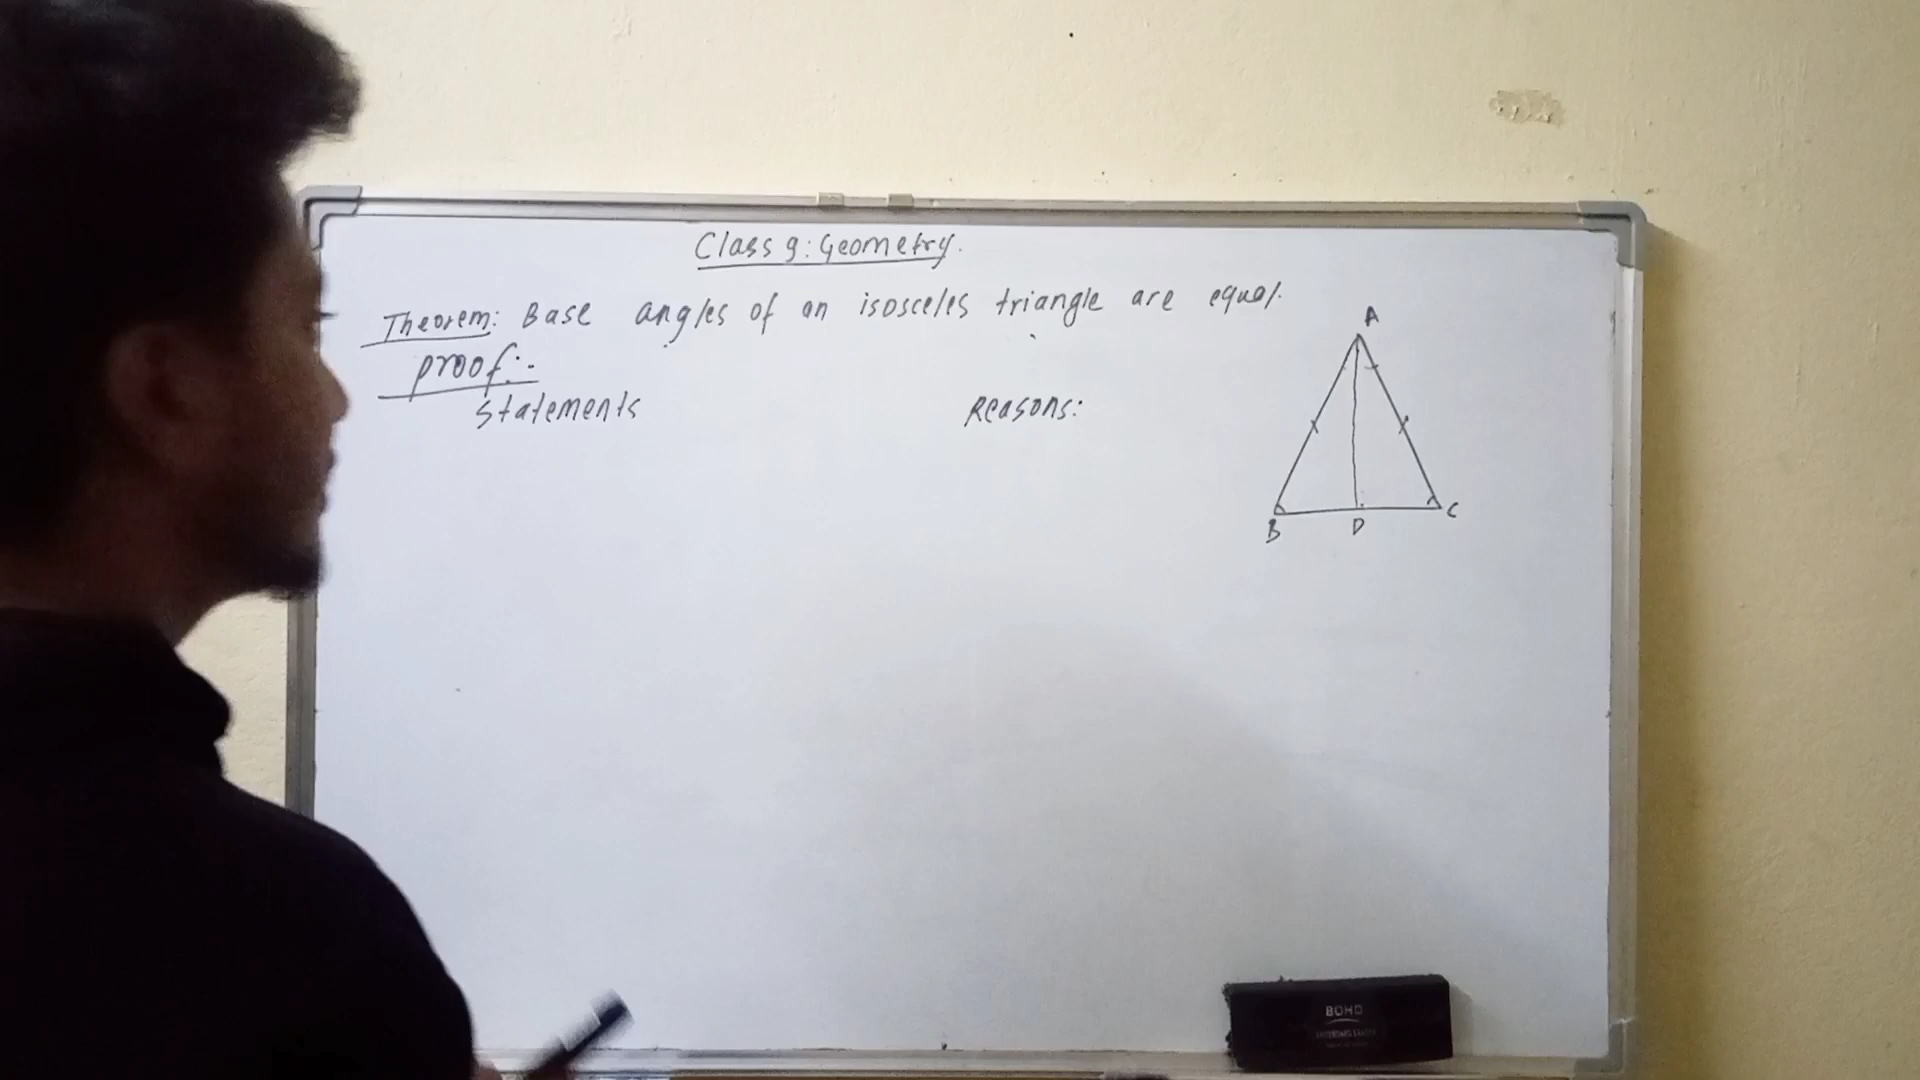 Class 9: Geometry.
Theorem: Base angles of an isosceles triangle are equal.
Proof:-
Statements
Reasons:
A
B
D
C
BOHO